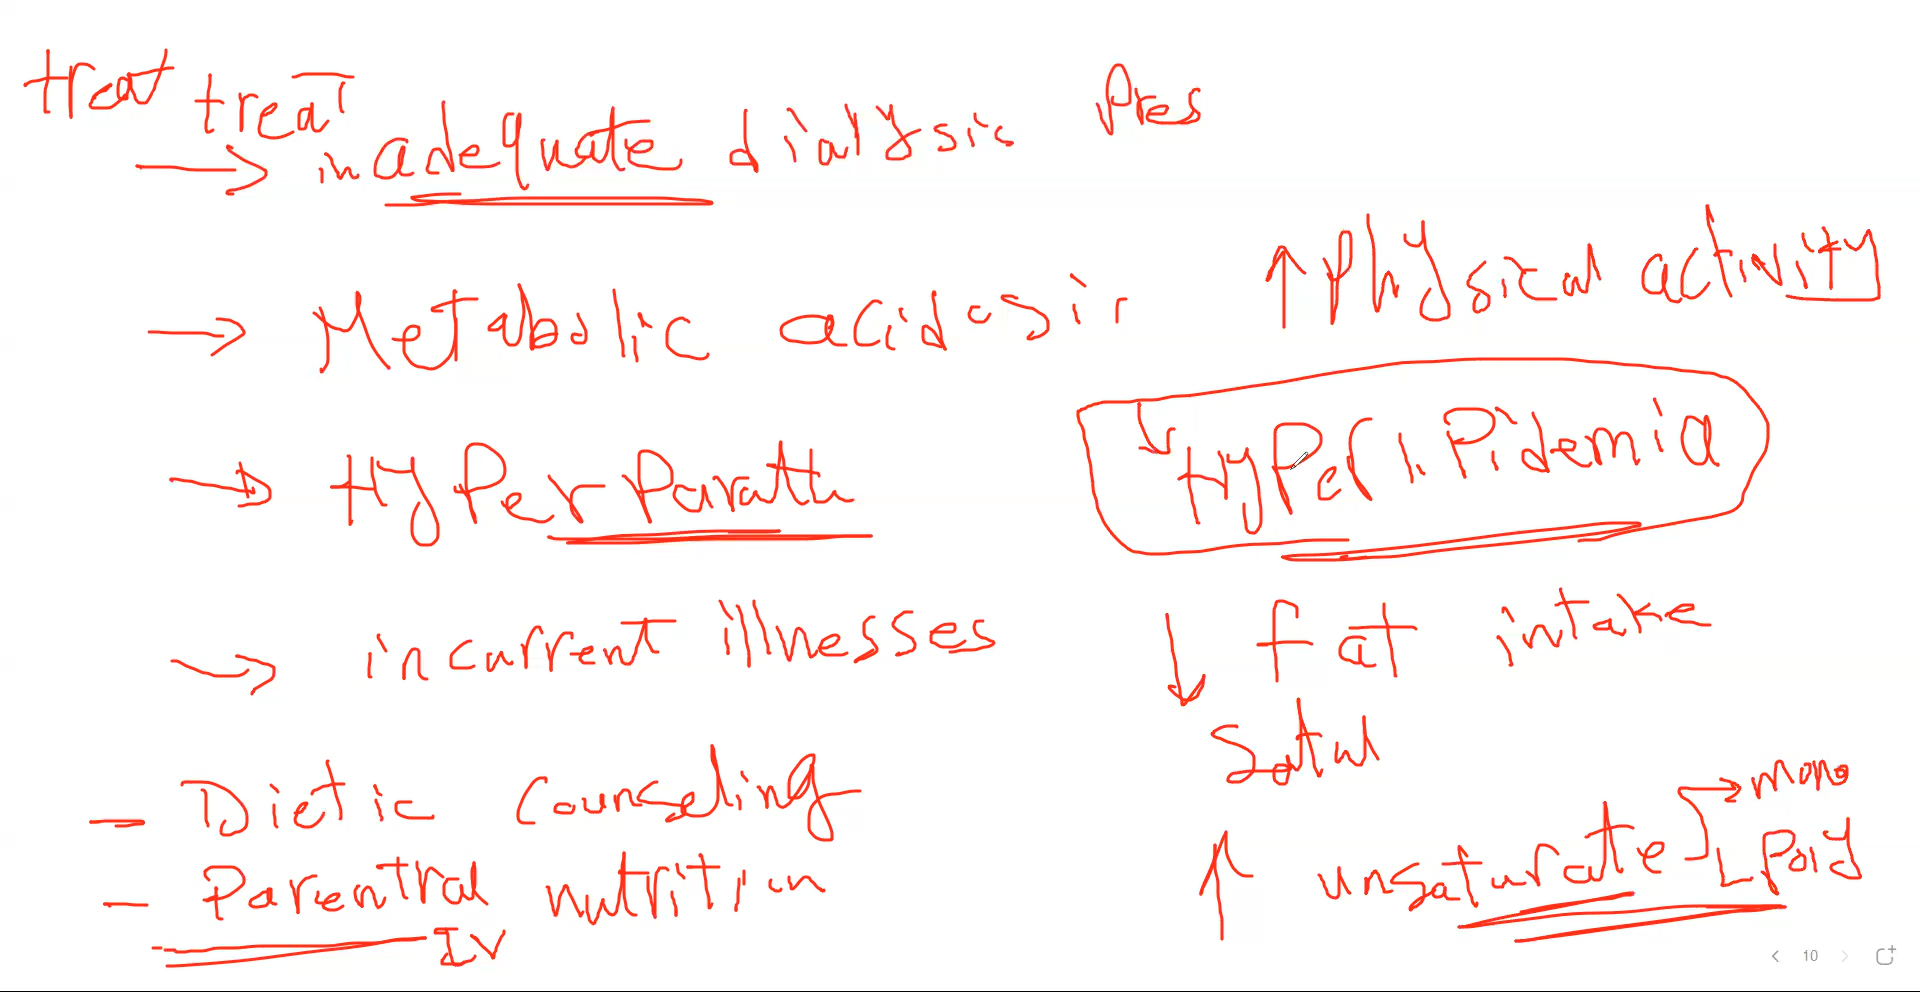 treat treat
→ inadequate dialysis Pres
→ Metabolic acidosis
→ HyPerParath
→ incurrent illnesses
- Dietic Counseling
- Parentral nutrition
IV
↑ Physical activity
↓ HyPerliPidemia
↓ fat intake
Satu
↑ unsaturate → mono
Poly
10